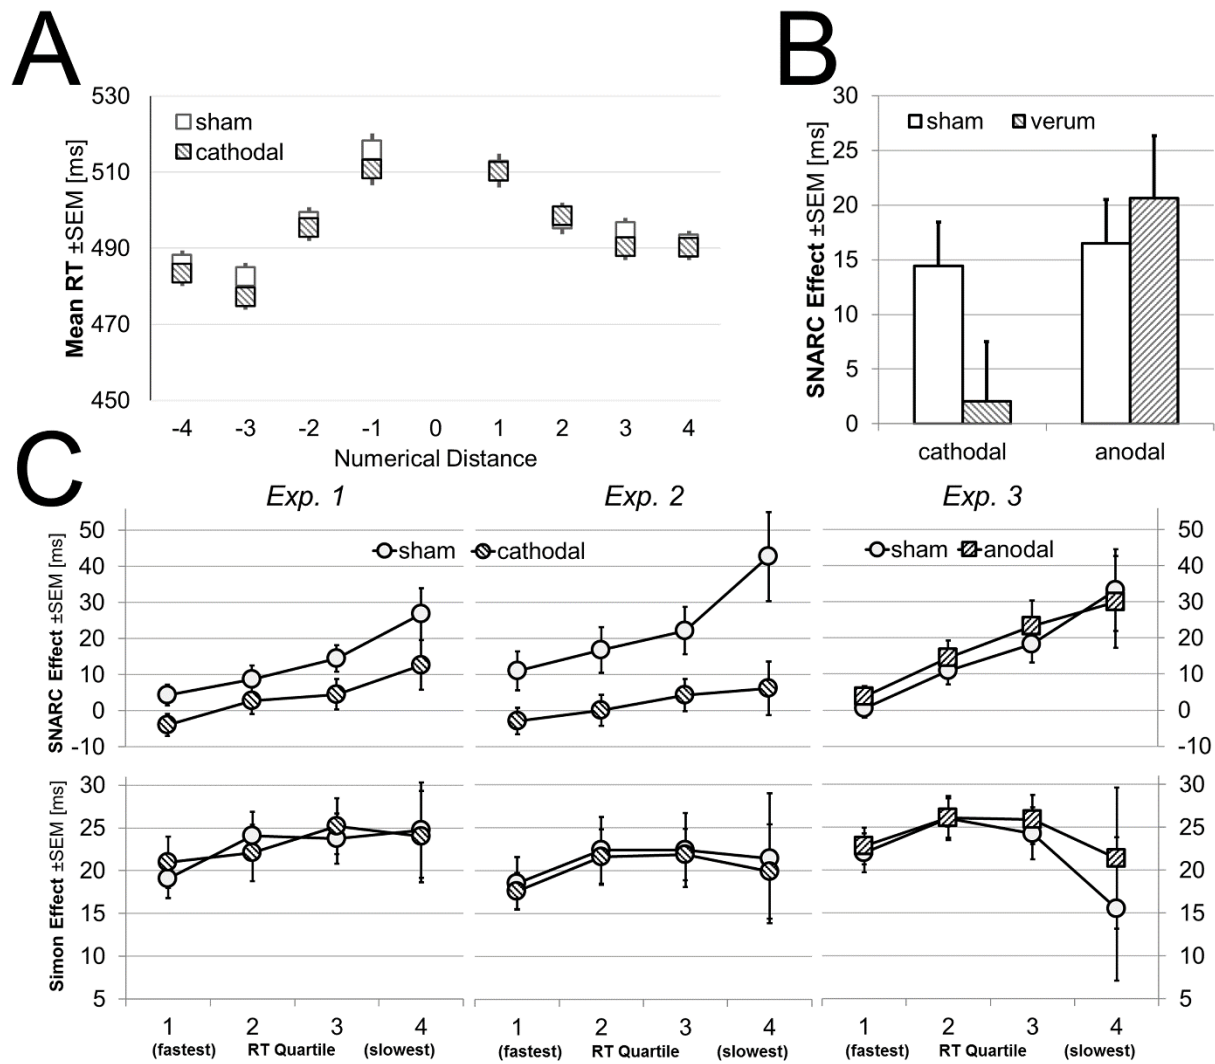 A
530
510
490
470
450
Mean RT ±SEM [ms]
sham
cathodal
-4 -3 -2 -1 0 1 2 3 4
Numerical Distance
B
30
25
20
15
10
5
0
SNARC Effect ±SEM [ms]
sham verum
cathodal anodal
C
Exp. 1 Exp. 2 Exp. 3
50
40
30
20
10
0
-10
SNARC Effect ±SEM [ms]
sham cathodal
sham anodal
50
40
30
20
10
0
-10
30
25
20
15
10
5
Simon Effect ±SEM [ms]
30
25
20
15
10
5
1 2 3 4 1 2 3 4 1 2 3 4
(fastest) RT Quartile (slowest) (fastest) RT Quartile (slowest) (fastest) RT Quartile (slowest)